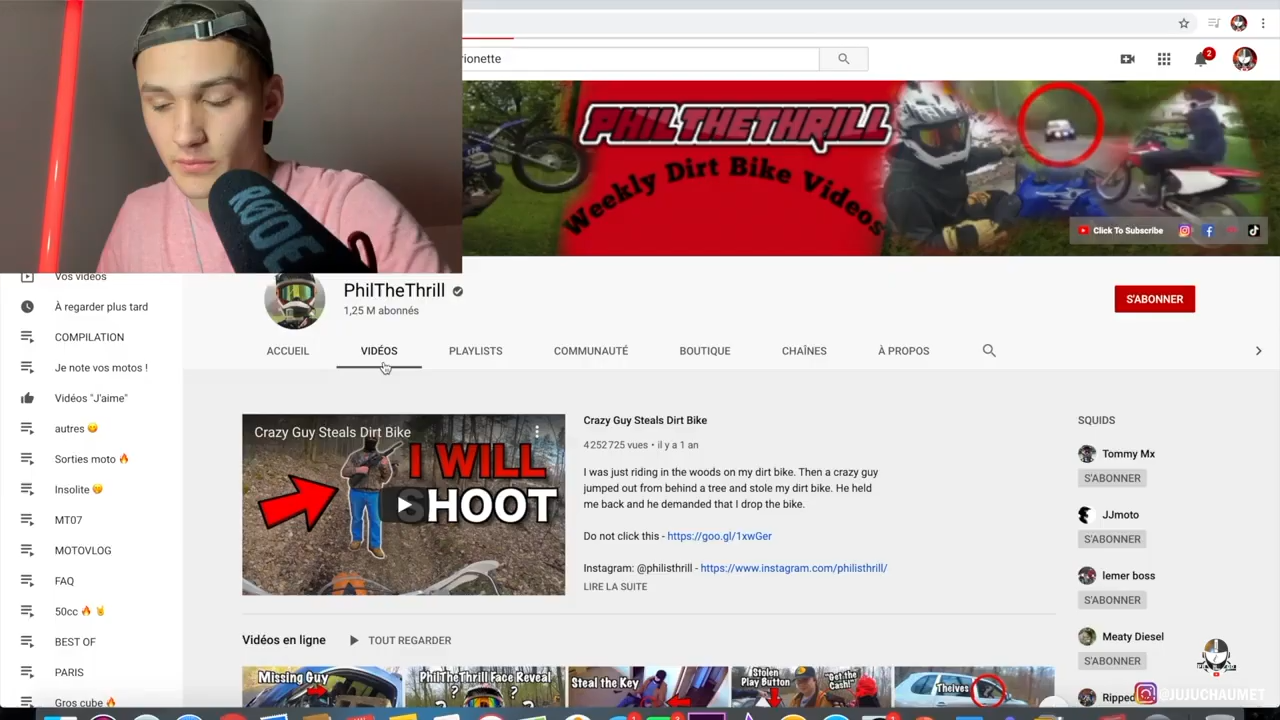 ionette
2
PHILTHETHRILL
Weekly Dirt Bike Videos
Click To Subscribe
RØDE
Vos vidéos
À regarder plus tard
COMPILATION
Je note vos motos !
Vidéos "J'aime"
autres 😋
Sorties moto 🔥
Insolite 😋
MT07
MOTOVLOG
FAQ
50cc 🔥 🤘
BEST OF
PARIS
Gros cube 🔥
PhilTheThrill
1,25 M abonnés
S'ABONNER
ACCUEIL
VIDÉOS
PLAYLISTS
COMMUNAUTÉ
BOUTIQUE
CHAÎNES
À PROPOS
Crazy Guy Steals Dirt Bike
I WILL
SHOOT
Crazy Guy Steals Dirt Bike
4 252 725 vues • il y a 1 an
I was just riding in the woods on my dirt bike. Then a crazy guy
jumped out from behind a tree and stole my dirt bike. He held
me back and he demanded that I drop the bike.
Do not click this - https://goo.gl/1xwGer
Instagram: @philisthrill - https://www.instagram.com/philisthrill/
LIRE LA SUITE
SQUIDS
Tommy Mx
S'ABONNER
JJmoto
S'ABONNER
lemer boss
S'ABONNER
Meaty Diesel
S'ABONNER
Ripped
@JUJUCHAUMET
Vidéos en ligne
TOUT REGARDER
Missing Guy
PhilTheThrill Face Reveal
? ?
Steal the Key
Stolen
Play Button
"Get the
Cash!"
Theives